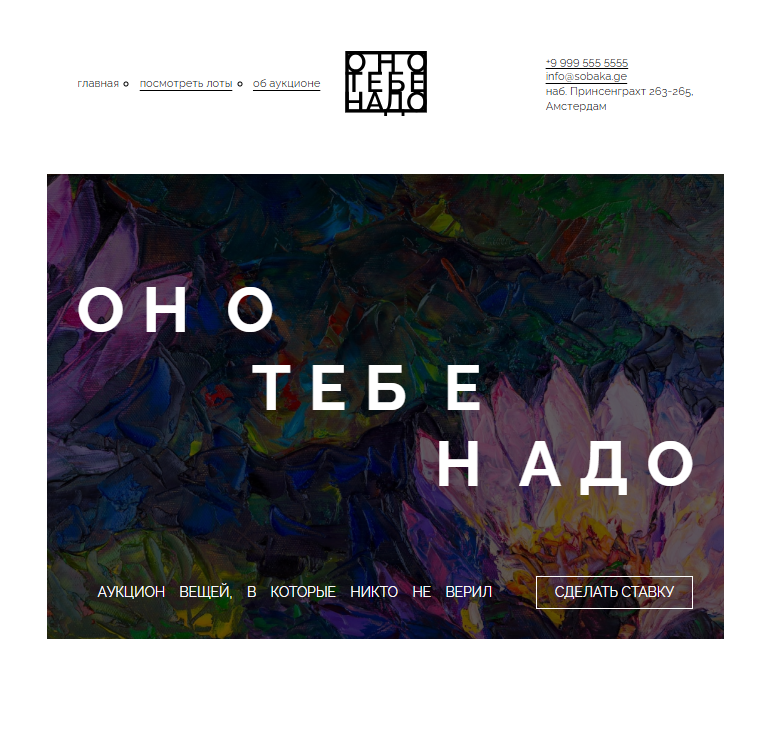 главная
посмотреть лоты
об аукционе
ОНО
ТЕБЕ
НАДО
+9 999 555 5555
info@sobaka.ge
наб. Принсенграхт 263-265,
Амстердам
ОНО
ТЕБЕ
НАДО
АУКЦИОН ВЕЩЕЙ, В КОТОРЫЕ НИКТО НЕ ВЕРИЛ
СДЕЛАТЬ СТАВКУ